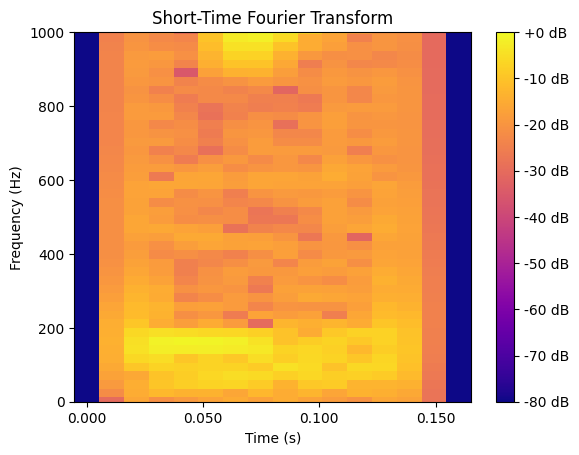 Short-Time Fourier Transform
1000
800
600
400
200
0
Frequency (Hz)
0.000
0.050
0.100
0.150
Time (s)
+0 dB
-10 dB
-20 dB
-30 dB
-40 dB
-50 dB
-60 dB
-70 dB
-80 dB